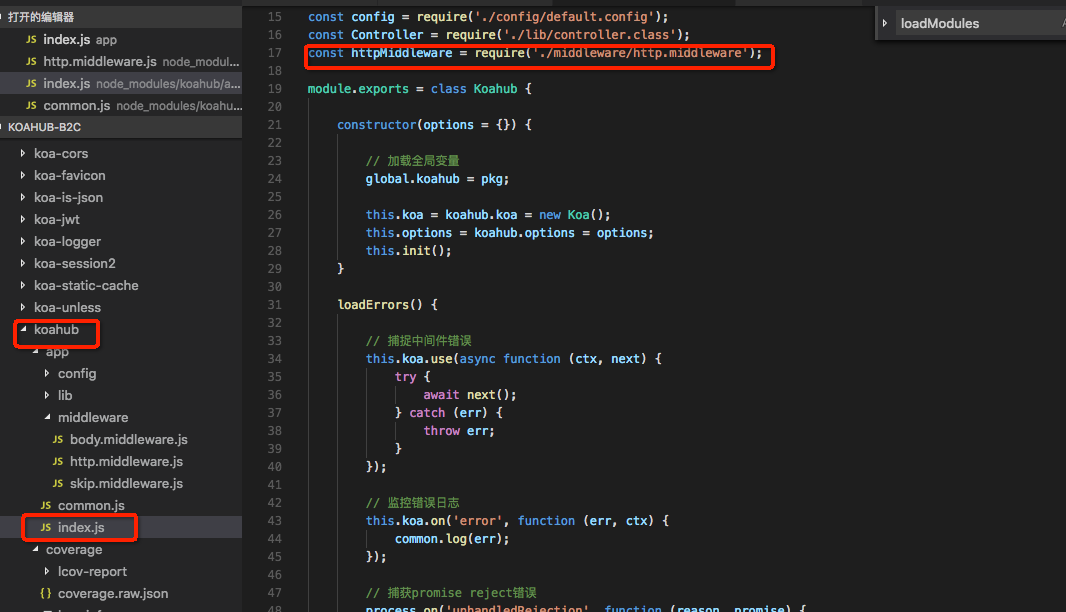 打开的编辑器
JS index.js app
JS http.middleware.js node_modul...
JS index.js node_modules/koahub/a...
JS common.js node_modules/koahu...
KOAHUB-B2C
koa-cors
koa-favicon
koa-is-json
koa-jwt
koa-logger
koa-session2
koa-static-cache
koa-unless
koahub
app
config
lib
middleware
JS body.middleware.js
JS http.middleware.js
JS skip.middleware.js
JS common.js
JS index.js
coverage
lcov-report
{} coverage.raw.json
15 const config = require('./config/default.config');
16 const Controller = require('./lib/controller.class');
17 const httpMiddleware = require('./middleware/http.middleware');
18
19 module.exports = class Koahub {
20
21 constructor(options = {}) {
22
23 // 加载全局变量
24 global.koahub = pkg;
25
26 this.koa = koahub.koa = new Koa();
27 this.options = koahub.options = options;
28 this.init();
29 }
30
31 loadErrors() {
32
33 // 捕捉中间件错误
34 this.koa.use(async function (ctx, next) {
35 try {
36 await next();
37 } catch (err) {
38 throw err;
39 }
40 });
41
42 // 监控错误日志
43 this.koa.on('error', function (err, ctx) {
44 common.log(err);
45 });
46
47 // 捕获promise reject错误
48 process.on('unhandledRejection', function (reason, promise) {
loadModules